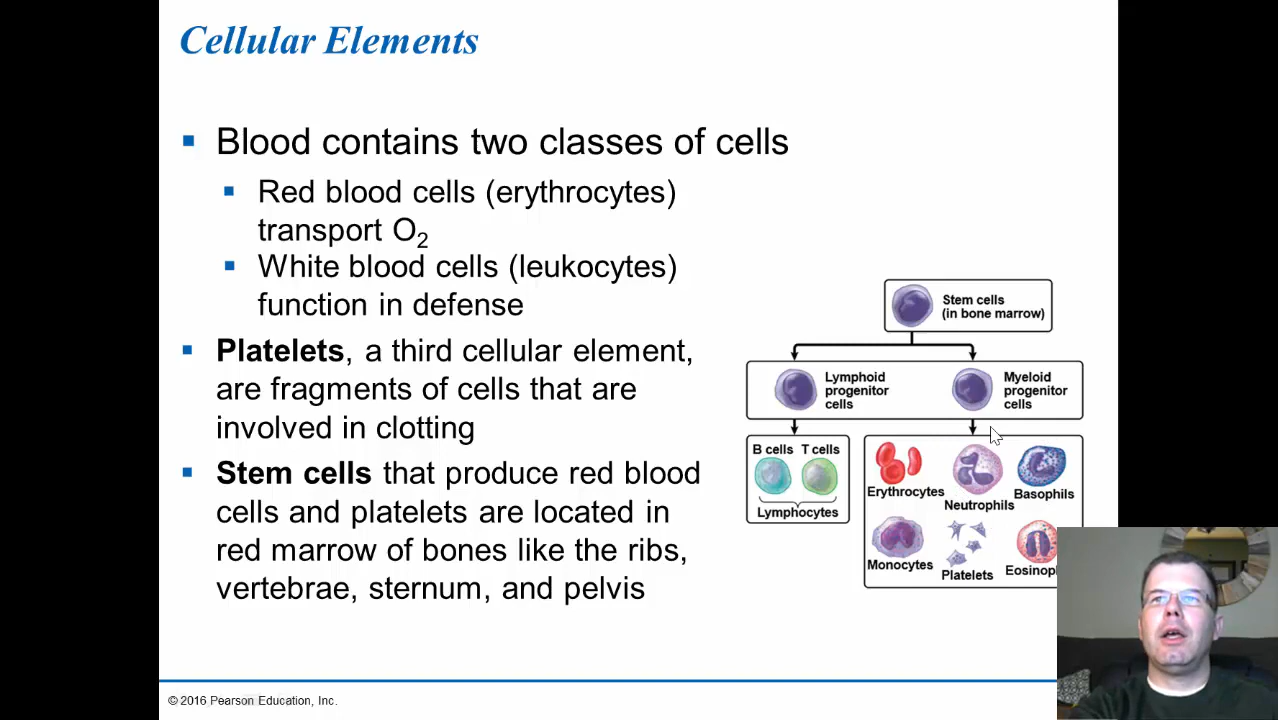 Cellular Elements
Blood contains two classes of cells
Red blood cells (erythrocytes)
transport O₂
White blood cells (leukocytes)
function in defense
Platelets, a third cellular element,
are fragments of cells that are
involved in clotting
Stem cells that produce red blood
cells and platelets are located in
red marrow of bones like the ribs,
vertebrae, sternum, and pelvis
Stem cells
(in bone marrow)
Lymphoid
progenitor
cells
Myeloid
progenitor
cells
B cells T cells
Lymphocytes
Erythrocytes
Neutrophils
Basophils
Monocytes
Platelets
© 2016 Pearson Education, Inc.